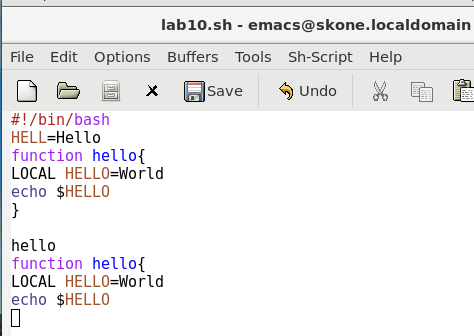 lab10.sh - emacs@skone.localdomain
File Edit Options Buffers Tools Sh-Script Help
Save Undo
#!/bin/bash
HELL=Hello
function hello{
LOCAL HELLO=World
echo $HELLO
}
hello
function hello{
LOCAL HELLO=World
echo $HELLO